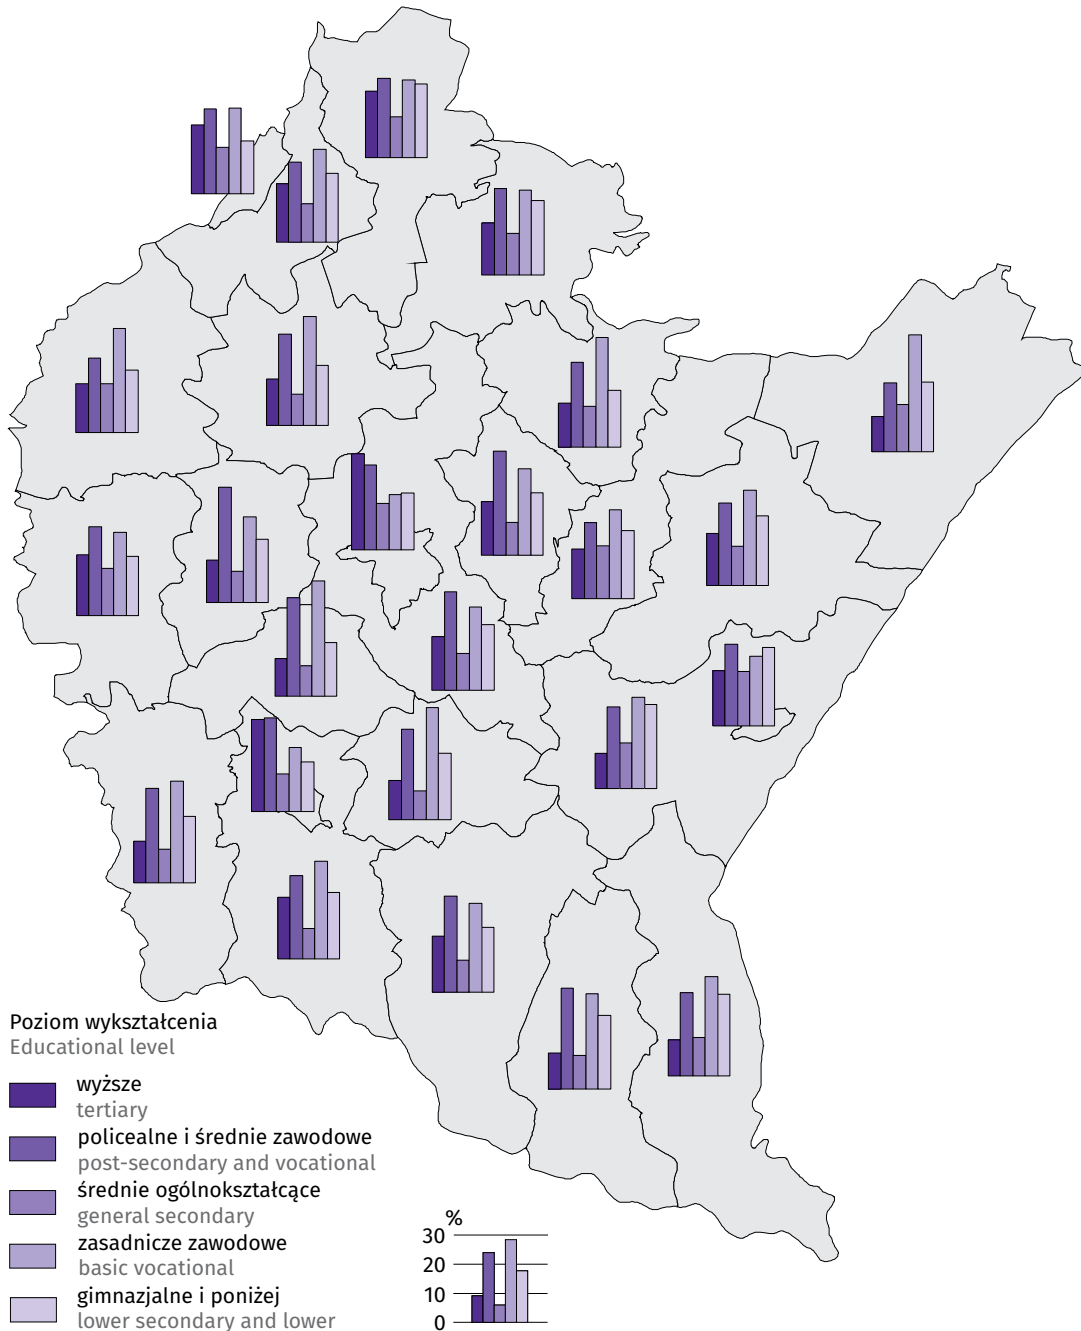 Poziom wykształcenia
Educational level
wyższe
tertiary
policealne i średnie zawodowe
post-secondary and vocational
średnie ogólnokształcące
general secondary
zasadnicze zawodowe
basic vocational
gimnazjalne i poniżej
lower secondary and lower
%
30
20
10
0